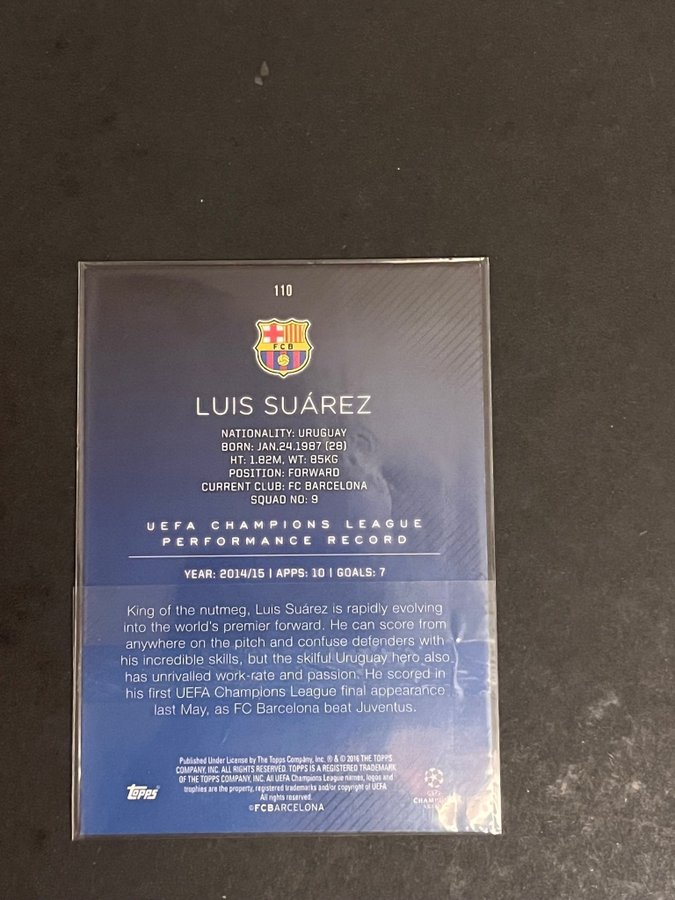 110
FCB
LUIS SUÁREZ
NATIONALITY: URUGUAY
BORN: JAN.24.1987 (28)
HT: 1.82M, WT: 85KG
POSITION: FORWARD
CURRENT CLUB: FC BARCELONA
SQUAD NO: 9
UEFA CHAMPIONS LEAGUE
PERFORMANCE RECORD
YEAR: 2014/15 | APPS: 10 | GOALS: 7
King of the nutmeg, Luis Suárez is rapidly evolving
into the world's premier forward. He can score from
anywhere on the pitch and confuse defenders with
his incredible skills, but the skilful Uruguay hero also
has unrivalled work-rate and passion. He scored in
his first UEFA Champions League final appearance
last May, as FC Barcelona beat Juventus.
Published Under License by The Topps Company, Inc. ® & © 2016 THE TOPPS
COMPANY, INC. ALL RIGHTS RESERVED. TOPPS IS A REGISTERED TRADEMARK
OF THE TOPPS COMPANY, INC. All UEFA Champions League names, logos and
trophies are the property, registered trademarks and/or copyright of UEFA
All rights reserved.
©FCBARCELONA
Topps